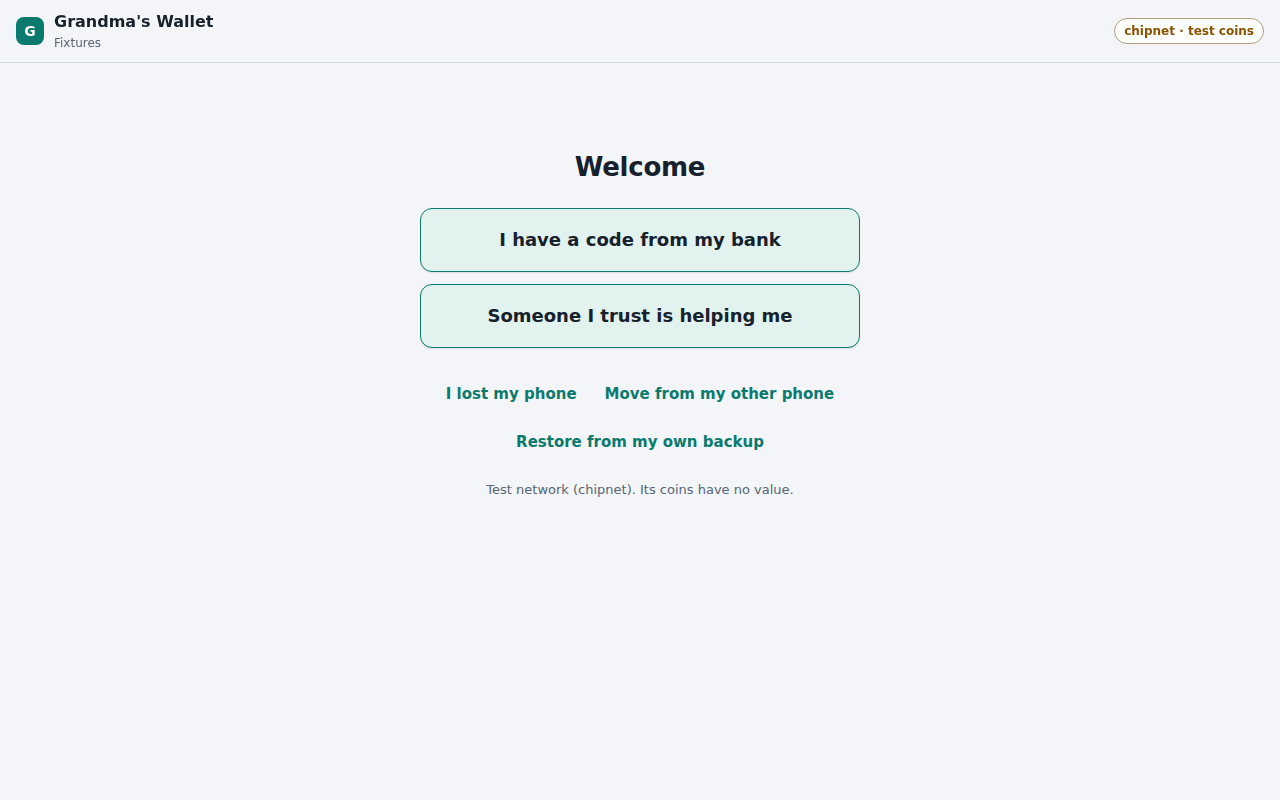 G
Grandma's Wallet
Fixtures
chipnet · test coins
Welcome
I have a code from my bank
Someone I trust is helping me
I lost my phone
Move from my other phone
Restore from my own backup
Test network (chipnet). Its coins have no value.